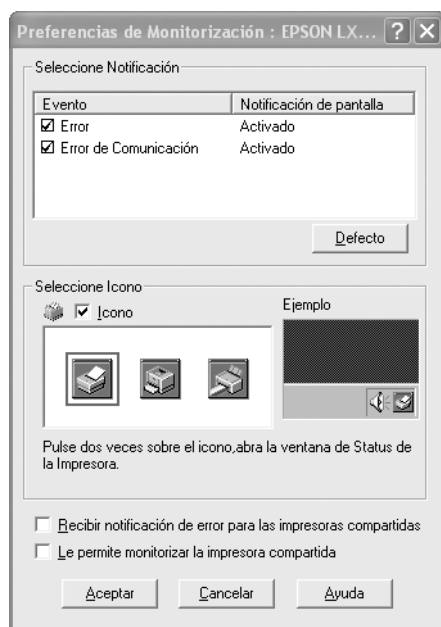 Preferencias de Monitorización : EPSON LX...
Seleccione Notificación
Evento Notificación de pantalla
Error Activado
Error de Comunicación Activado
Defecto
Seleccione Icono
Icono
Ejemplo
Pulse dos veces sobre el icono,abra la ventana de Status de
la Impresora.
Recibir notificación de error para las impresoras compartidas
Le permite monitorizar la impresora compartida
Aceptar Cancelar Ayuda